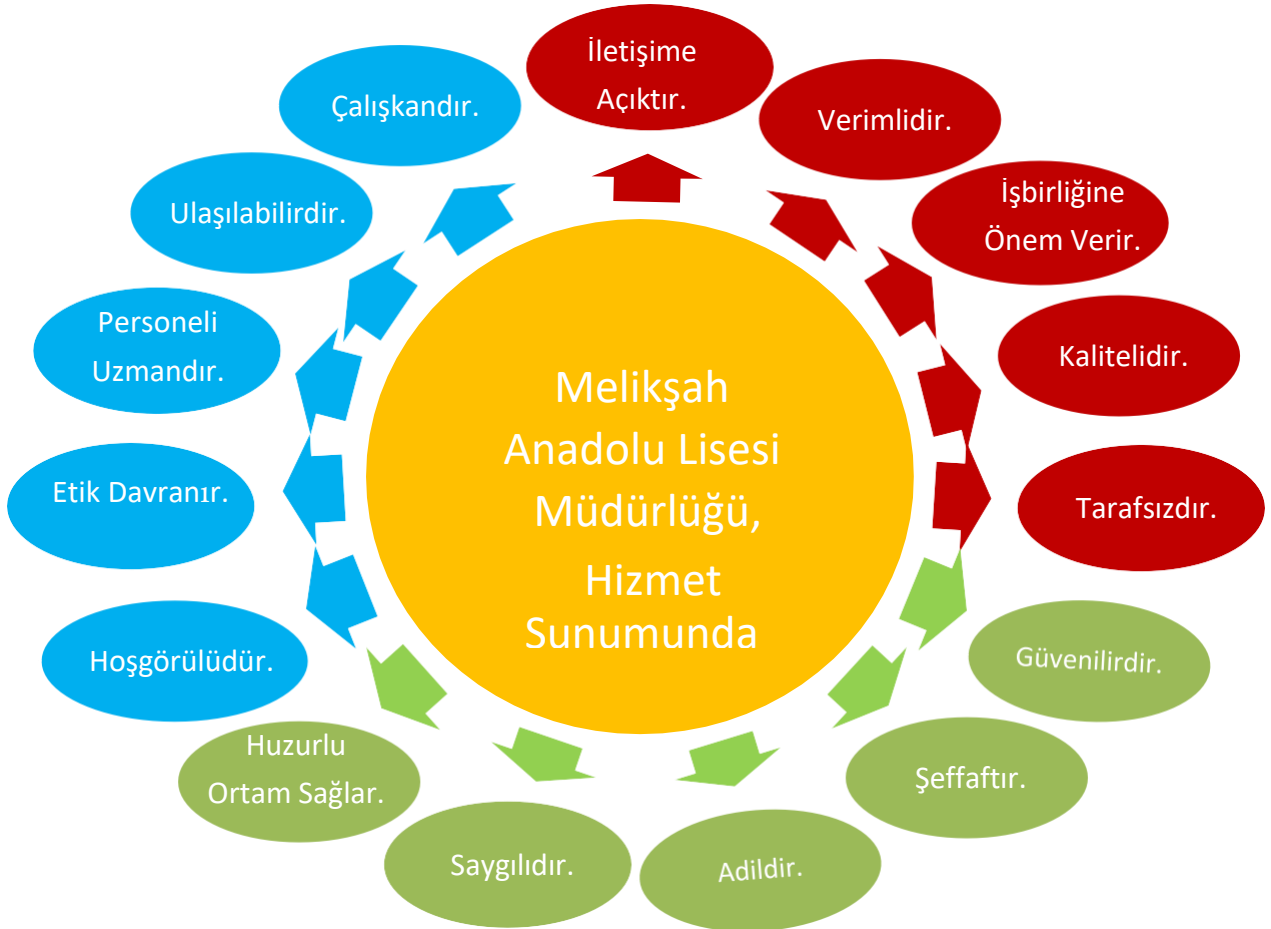 İletişime
Açıktır.
Verimlidir.
İşbirliğine
Önem Verir.
Kalitelidir.
Tarafsızdır.
Güvenilirdir.
Şeffaftır.
Adildir.
Saygılıdır.
Huzurlu
Ortam Sağlar.
Hoşgörülüdür.
Etik Davranır.
Personeli
Uzmandır.
Ulaşılabilirdir.
Çalışkandır.
Melikşah
Anadolu Lisesi
Müdürlüğü,
Hizmet
Sunumunda